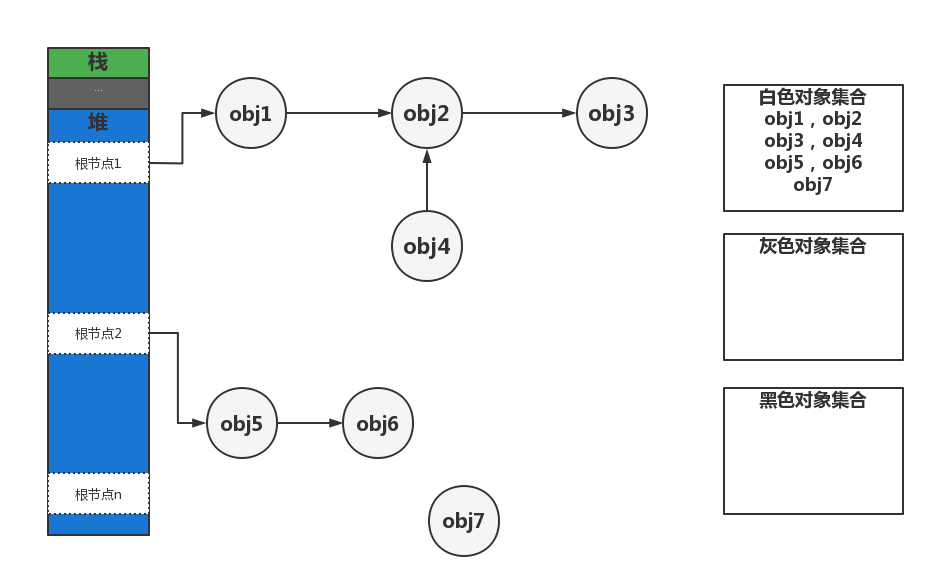 栈
...
堆
根节点1
根节点2
根节点n
obj1
obj2
obj3
obj4
obj5
obj6
obj7
白色对象集合
obj1，obj2
obj3，obj4
obj5，obj6
obj7
灰色对象集合
黑色对象集合